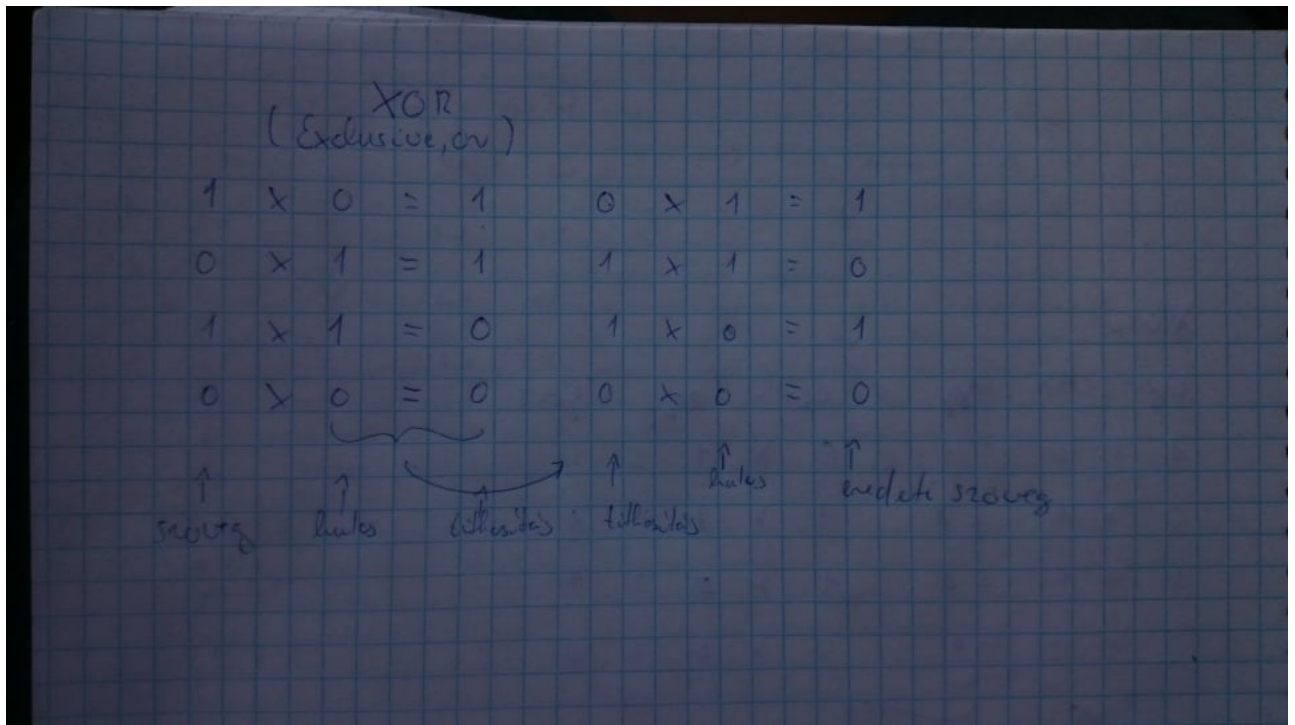 XOR
(Exclusive, or)
1 x 0 = 1 0 x 1 = 1
0 x 1 = 1 1 x 1 = 0
1 x 1 = 0 1 x 0 = 1
0 x 0 = 0 0 x 0 = 0
szöveg kulcs titkosítás titkosítás kulcs eredeti szöveg